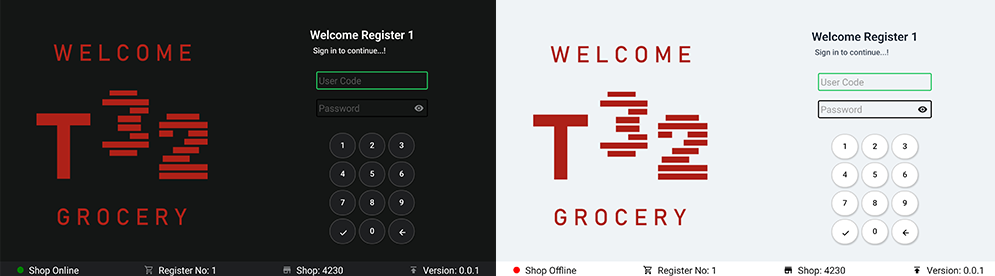 WELCOME
T32
GROCERY
Welcome Register 1
Sign in to continue...!
User Code
Password
1 2 3
4 5 6
7 8 9
0
Shop Online
Register No: 1
Shop: 4230
Version: 0.0.1
WELCOME
T32
GROCERY
Welcome Register 1
Sign in to continue...!
User Code
Password
1 2 3
4 5 6
7 8 9
0
Shop Offline
Register No: 1
Shop: 4230
Version: 0.0.1